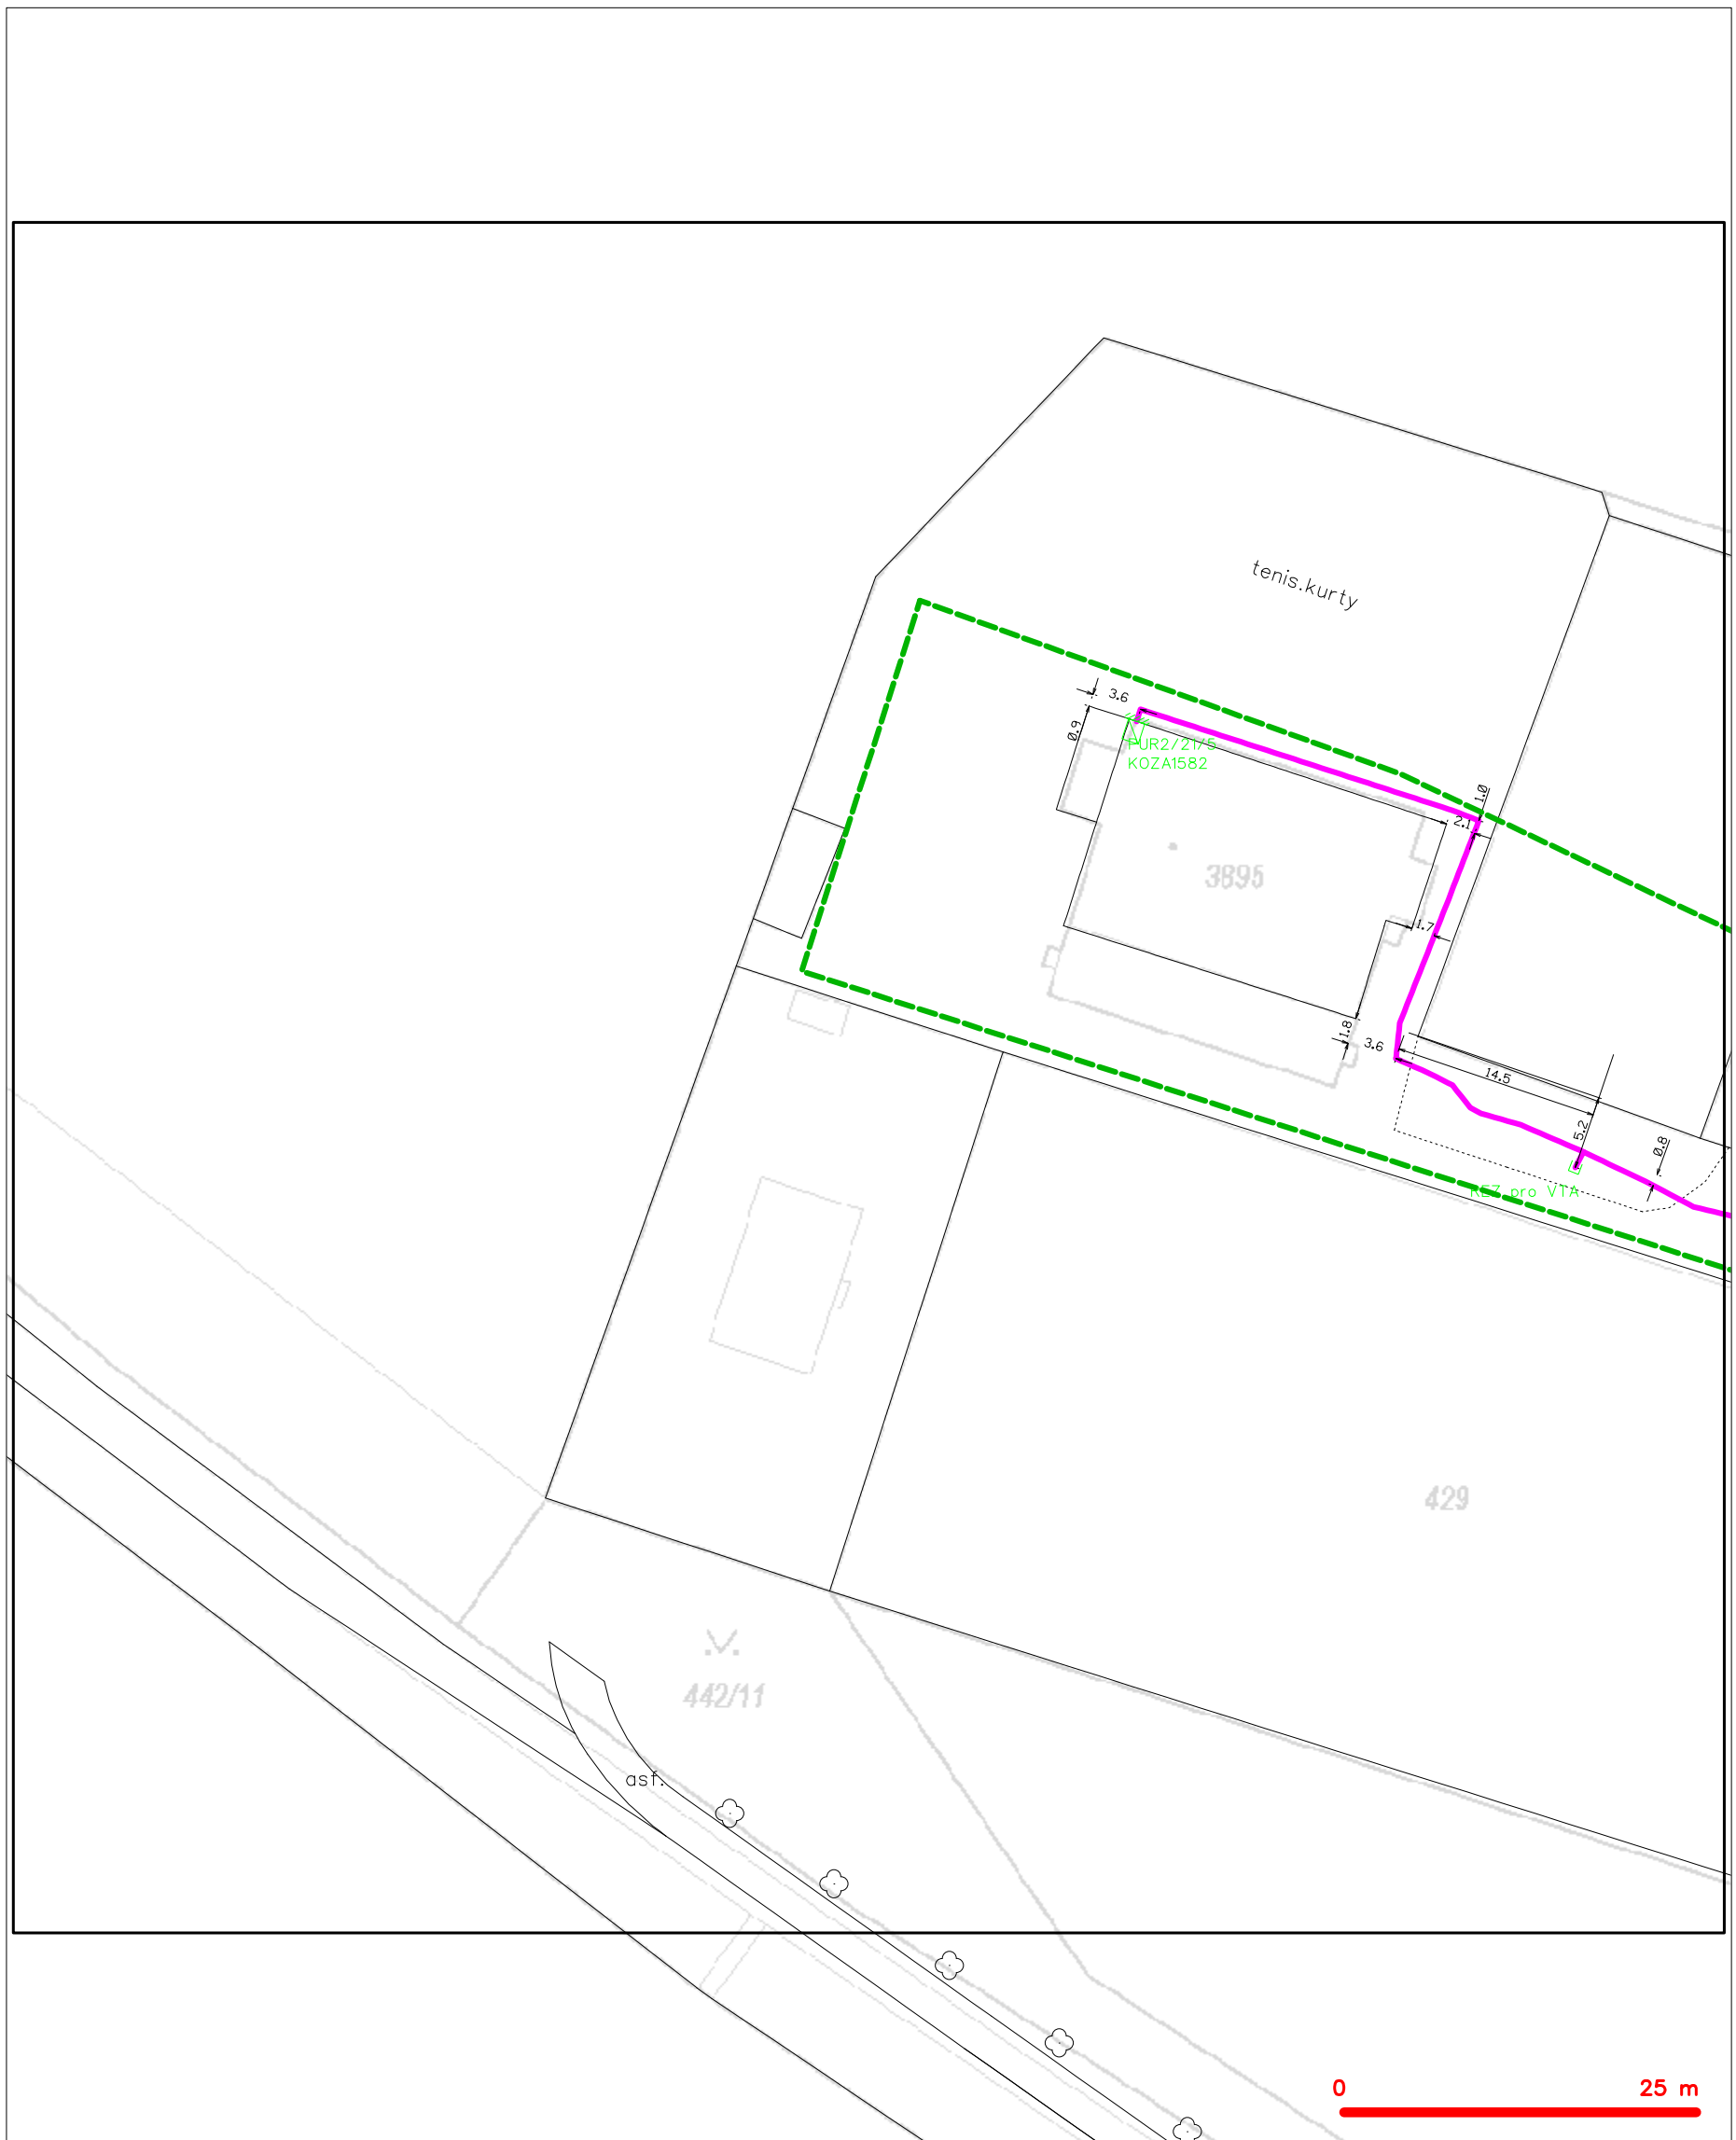 tenis.kurty
3.6
0.9
PUR2/21/5
KOZA1582
1.0
2.1
3895
1.7
1.8
3.6
14.5
5.2
0.8
REZ pro VTA
429
442/11
asf.
0
25 m